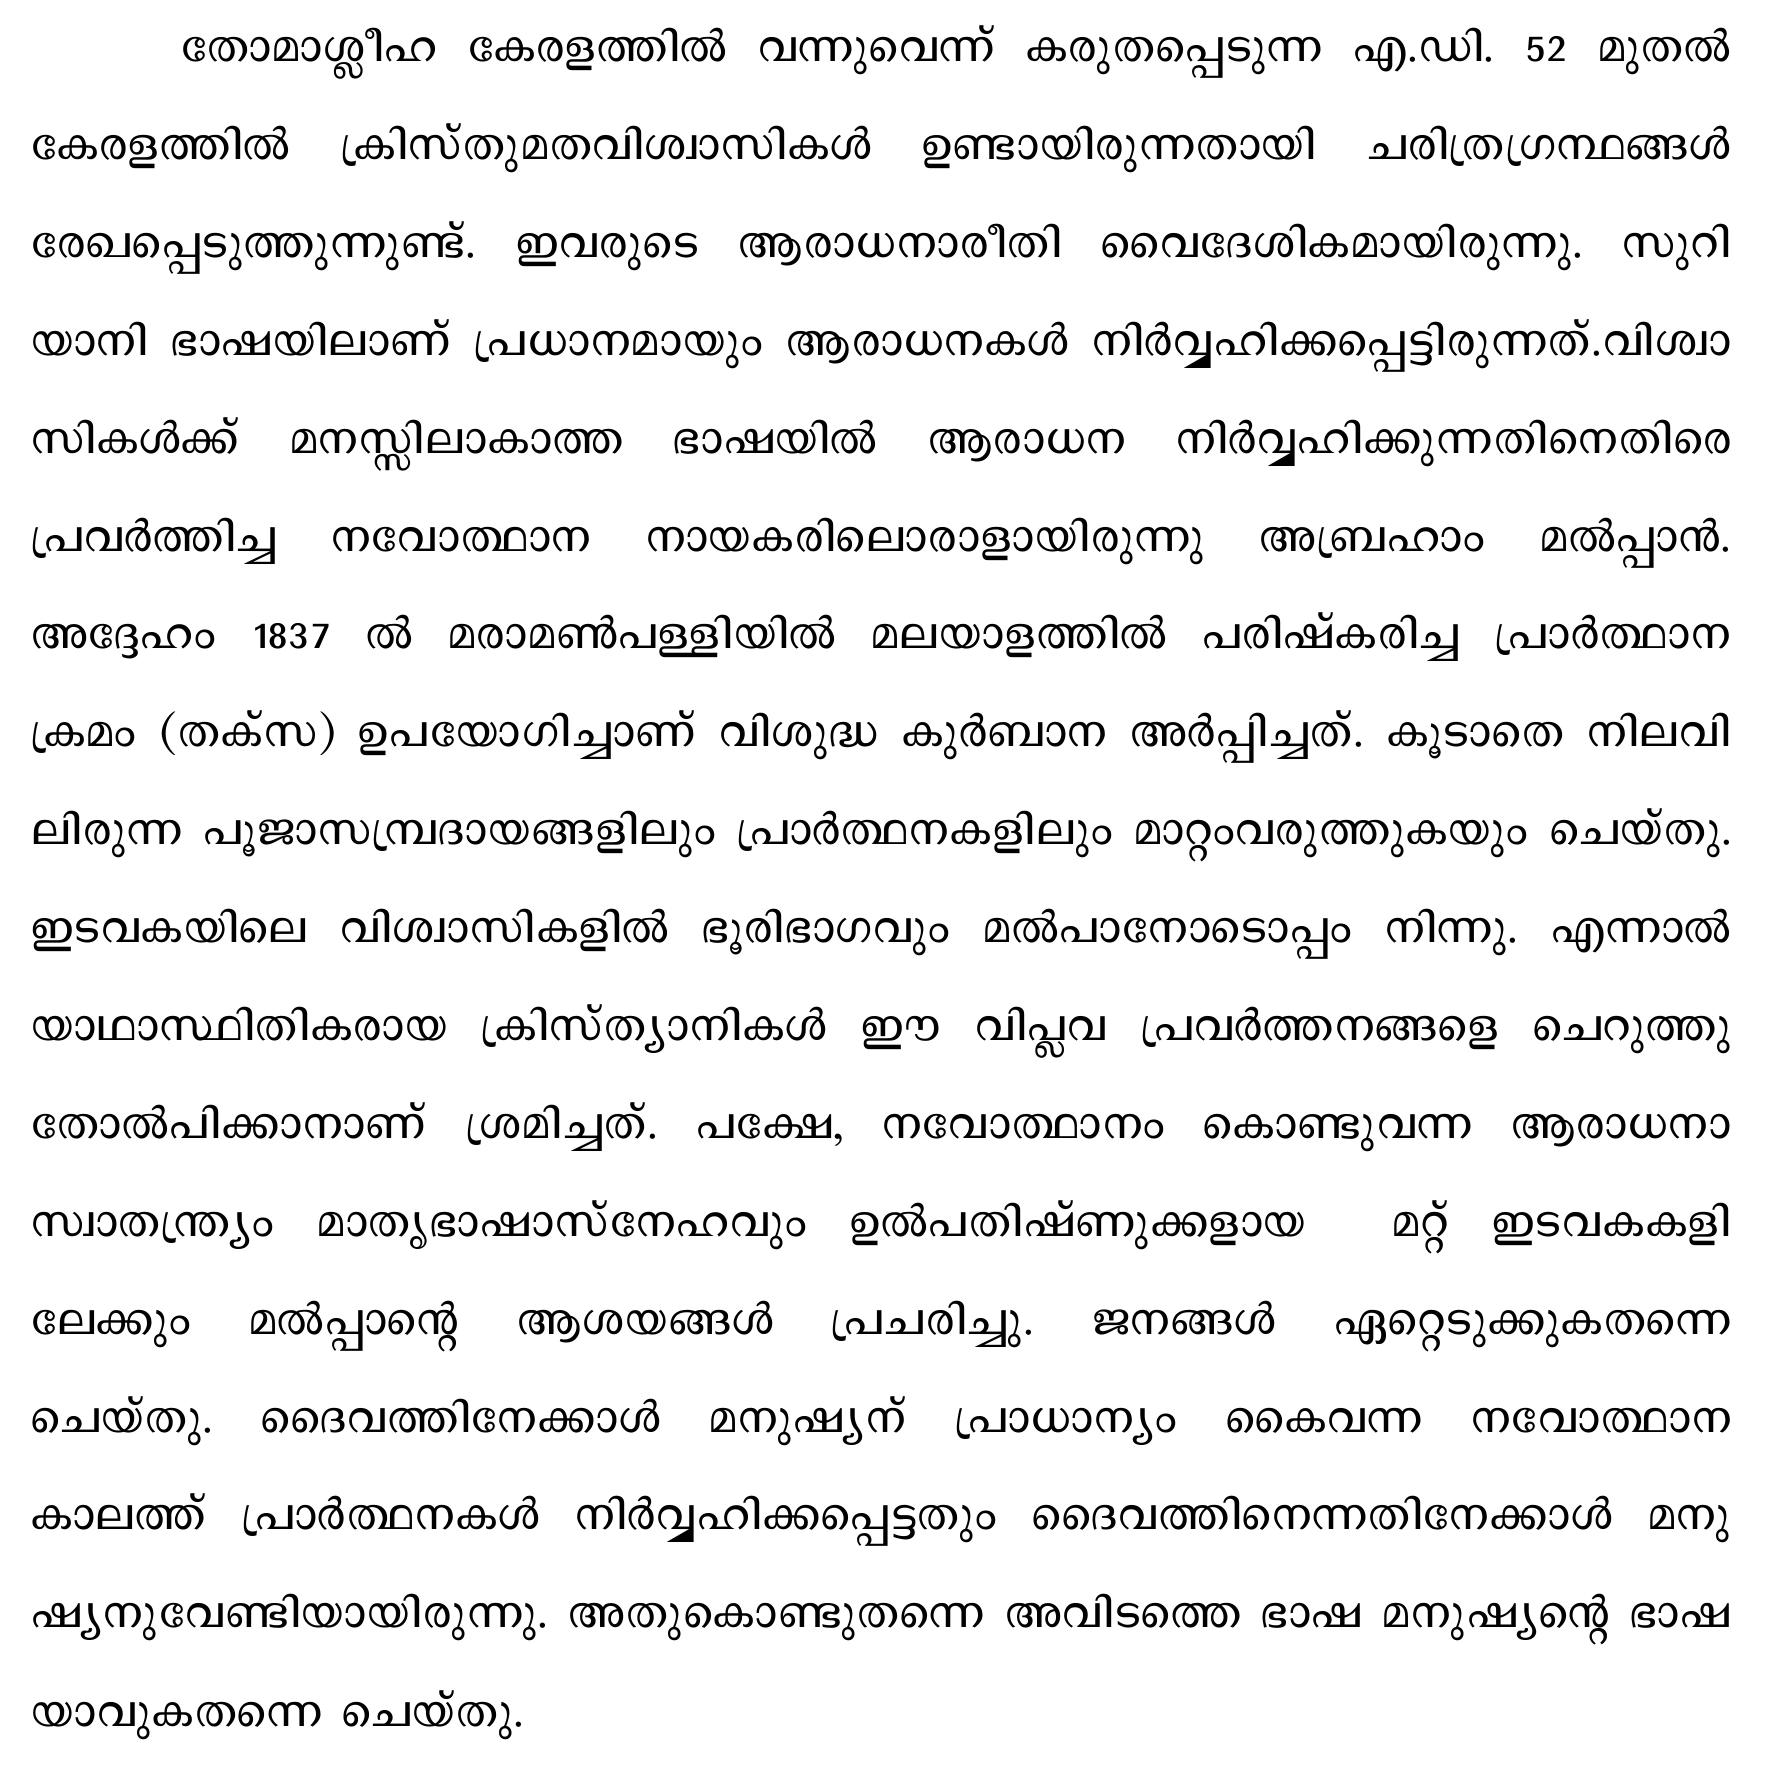 തോമാശ്ലീഹ കേരളത്തിൽ വന്നുവെന്ന് കരുതപ്പെടുന്ന എ.ഡി. 52 മുതൽ
കേരളത്തിൽ ക്രിസ്തുമതവിശ്വാസികൾ ഉണ്ടായിരുന്നതായി ചരിത്രഗ്രന്ഥങ്ങൾ
രേഖപ്പെടുത്തുന്നുണ്ട്. ഇവരുടെ ആരാധനാരീതി വൈദേശികമായിരുന്നു. സുറി
യാനി ഭാഷയിലാണ് പ്രധാനമായും ആരാധനകൾ നിർവ്വഹിക്കപ്പെട്ടിരുന്നത്.വിശ്വാ
സികൾക്ക് മനസ്സിലാകാത്ത ഭാഷയിൽ ആരാധന നിർവ്വഹിക്കുന്നതിനെതിരെ
പ്രവർത്തിച്ച നവോത്ഥാന നായകരിലൊരാളായിരുന്നു അബ്രഹാം മൽപ്പാൻ.
അദ്ദേഹം 1837 ൽ മരാമൺപള്ളിയിൽ മലയാളത്തിൽ പരിഷ്കരിച്ച പ്രാർത്ഥാന
ക്രമം (തക്സ) ഉപയോഗിച്ചാണ് വിശുദ്ധ കുർബാന അർപ്പിച്ചത്. കൂടാതെ നിലവി
ലിരുന്ന പൂജാസമ്പ്രദായങ്ങളിലും പ്രാർത്ഥനകളിലും മാറ്റംവരുത്തുകയും ചെയ്തു.
ഇടവകയിലെ വിശ്വാസികളിൽ ഭൂരിഭാഗവും മൽപാനോടൊപ്പം നിന്നു. എന്നാൽ
യാഥാസ്ഥിതികരായ ക്രിസ്ത്യാനികൾ ഈ വിപ്ലവ പ്രവർത്തനങ്ങളെ ചെറുത്തു
തോൽപിക്കാനാണ് ശ്രമിച്ചത്. പക്ഷേ, നവോത്ഥാനം കൊണ്ടുവന്ന ആരാധനാ
സ്വാതന്ത്ര്യം മാതൃഭാഷാസ്നേഹവും ഉൽപതിഷ്ണുക്കളായ മറ്റ് ഇടവകകളി
ലേക്കും മൽപ്പാന്റെ ആശയങ്ങൾ പ്രചരിച്ചു. ജനങ്ങൾ ഏറ്റെടുക്കുകതന്നെ
ചെയ്തു. ദൈവത്തിനേക്കാൾ മനുഷ്യന് പ്രാധാന്യം കൈവന്ന നവോത്ഥാന
കാലത്ത് പ്രാർത്ഥനകൾ നിർവ്വഹിക്കപ്പെട്ടതും ദൈവത്തിനെന്നതിനേക്കാൾ മനു
ഷ്യനുവേണ്ടിയായിരുന്നു. അതുകൊണ്ടുതന്നെ അവിടത്തെ ഭാഷ മനുഷ്യന്റെ ഭാഷ
യാവുകതന്നെ ചെയ്തു.